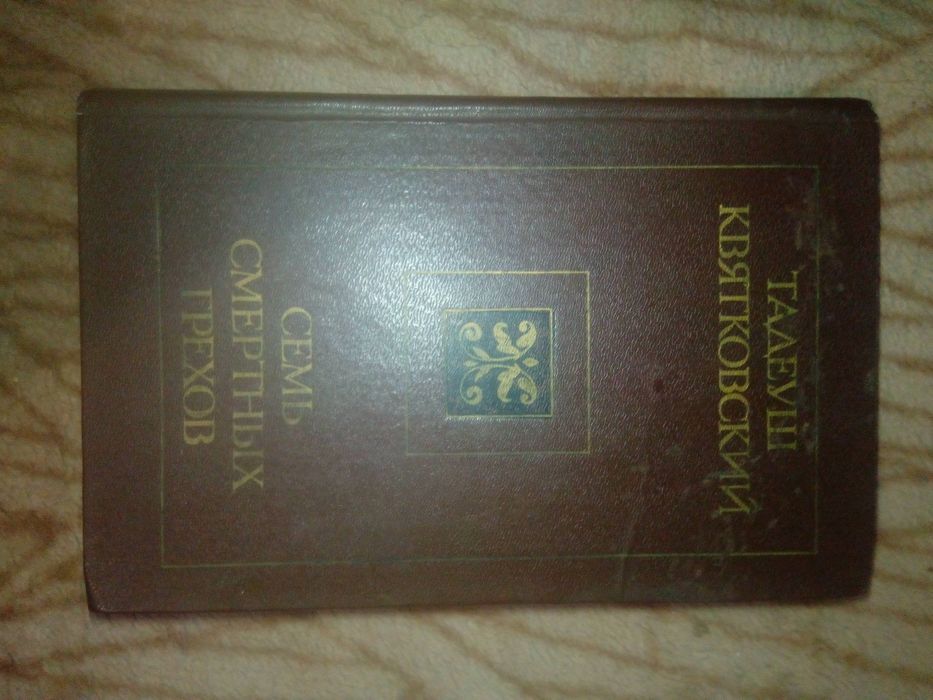 ТАДЕУШ
КВЯТКОВСКИЙ
СЕМЬ
СМЕРТНЫХ
ГРЕХОВ